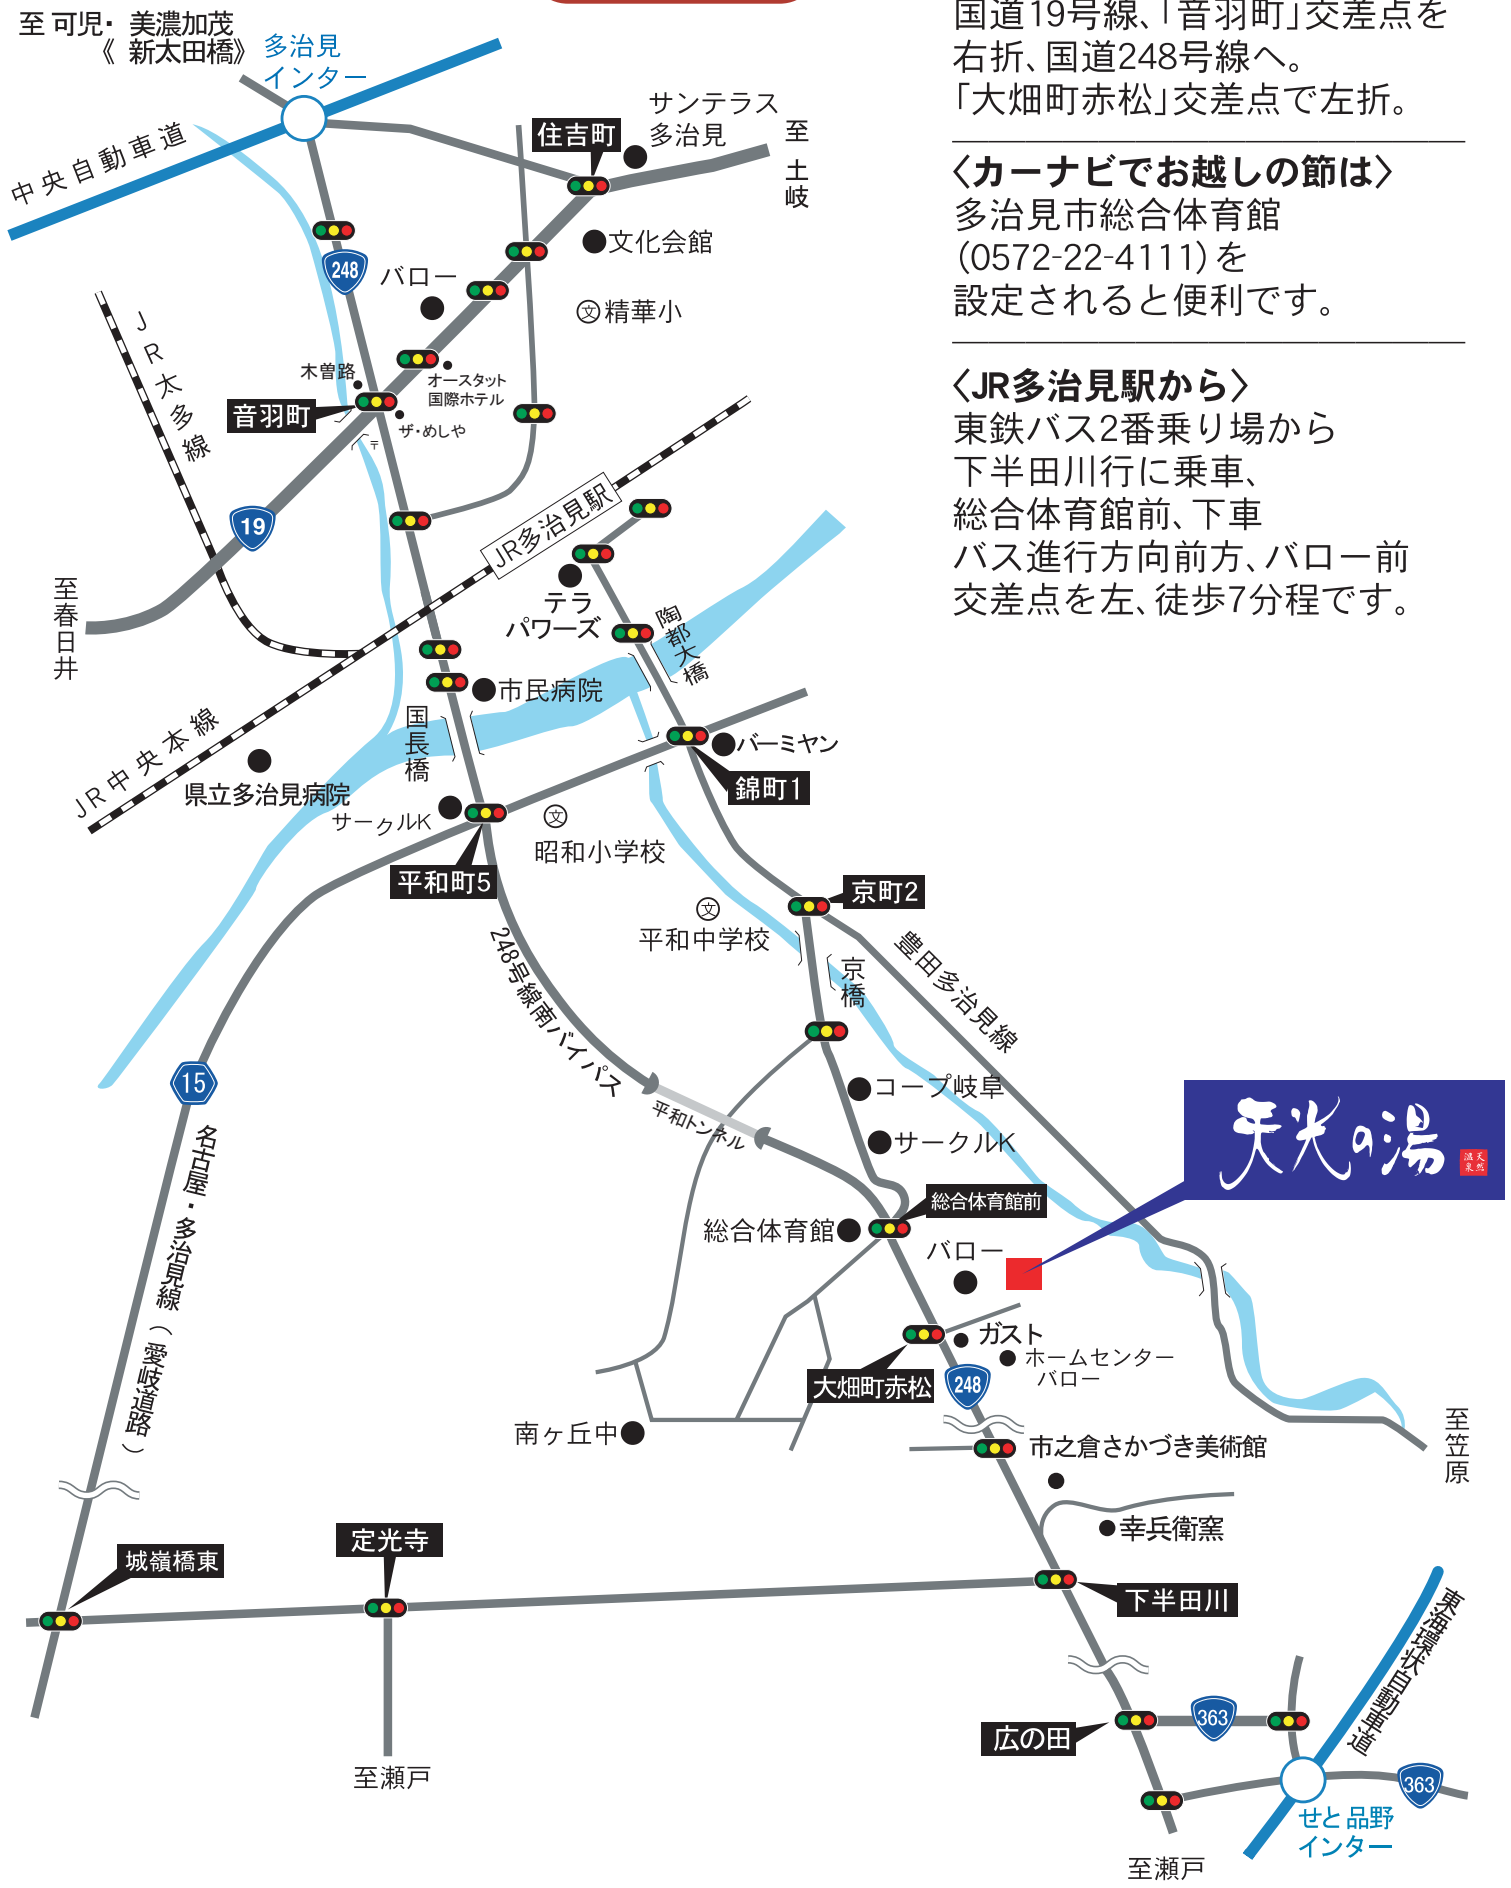 国道19号線、「音羽町」交差点を
右折、国道248号線へ。
「大畑町赤松」交差点で左折。
〈カーナビでお越しの節は〉
多治見市総合体育館
（0572-22-4111）を
設定されると便利です。
〈JR多治見駅から〉
東鉄バス2番乗り場から
下半田川行に乗車、
総合体育館前、下車
バス進行方向前方、バロー前
交差点を左、徒歩7分程です。
至 可児・美濃加茂
《 新太田橋》
多治見
インター
中央自動車道
サンテラス
多治見
住吉町
至土岐
248
バロー
文化会館
文
精華小
JR太多線
木曽路
オースタット
国際ホテル
音羽町
ザ・めしや
〒
19
JR多治見駅
至春日井
テラ
パワーズ
陶都大橋
市民病院
国長橋
JR中央本線
バーミヤン
県立多治見病院
サークルK
錦町1
文
昭和小学校
平和町5
京町2
文
平和中学校
248号線南バイパス
京橋
豊田多治見線
15
コープ岐阜
平和トンネル
サークルK
天光の湯
天然温泉
名古屋・多治見線（愛岐道路）
総合体育館前
総合体育館
バロー
ガスト
ホームセンター
バロー
大畑町赤松
248
南ヶ丘中
市之倉さかづき美術館
至笠原
幸兵衛窯
定光寺
城嶺橋東
下半田川
東海環状自動車道
広の田
363
363
至瀬戸
せと品野
インター
至瀬戸